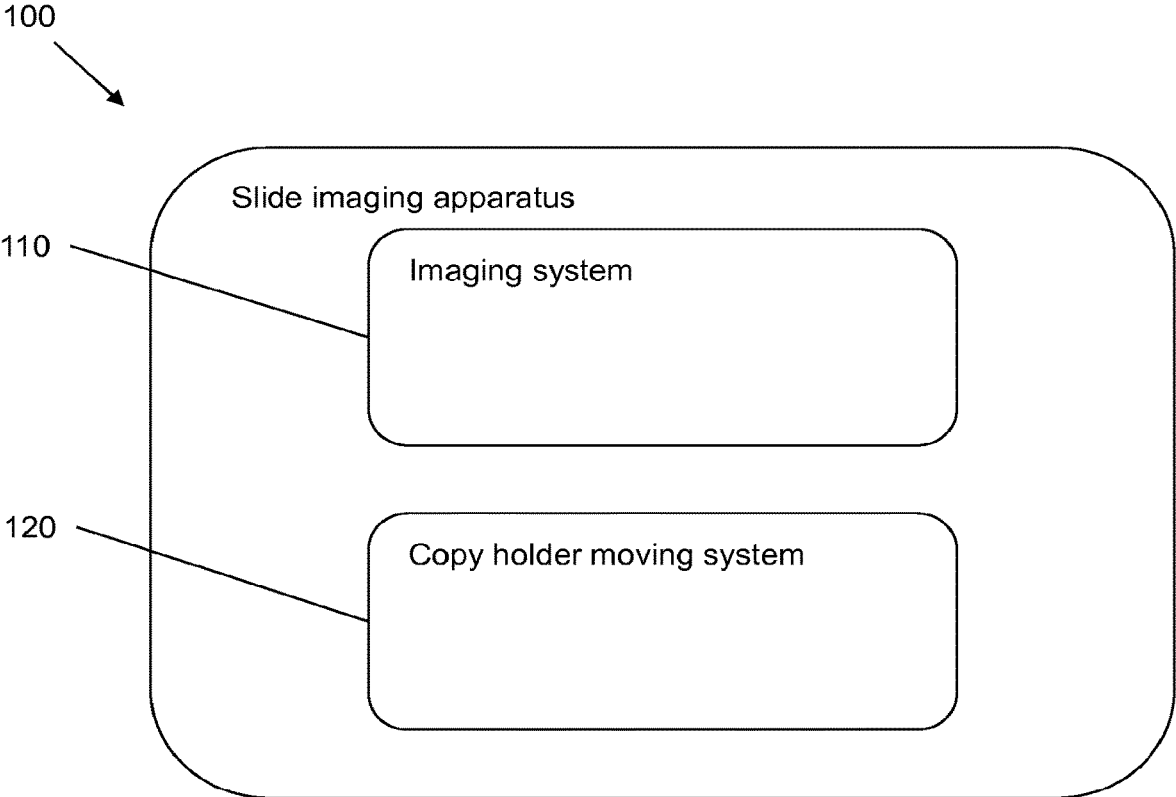 100
Slide imaging apparatus
110
Imaging system
120
Copy holder moving system